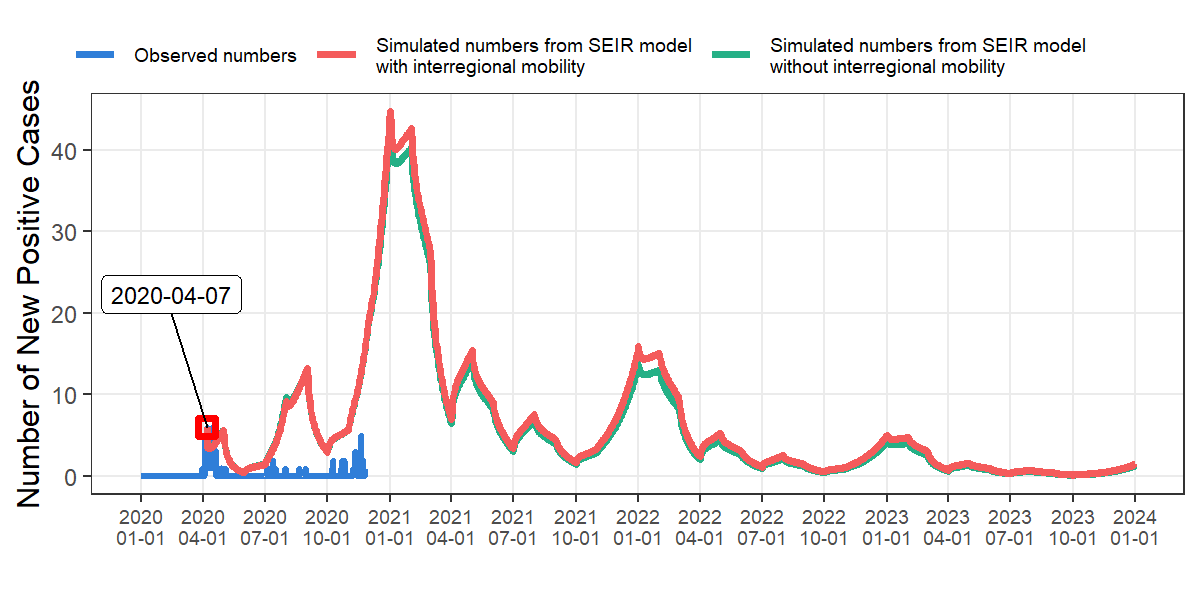 Observed numbers
Simulated numbers from SEIR model
with interregional mobility
Simulated numbers from SEIR model
without interregional mobility
Number of New Positive Cases
40
30
20
10
0
2020-04-07
2020 2020 2020 2020 2021 2021 2021 2021 2022 2022 2022 2022 2023 2023 2023 2023 2024
01-01 04-01 07-01 10-01 01-01 04-01 07-01 10-01 01-01 04-01 07-01 10-01 01-01 04-01 07-01 10-01 01-01